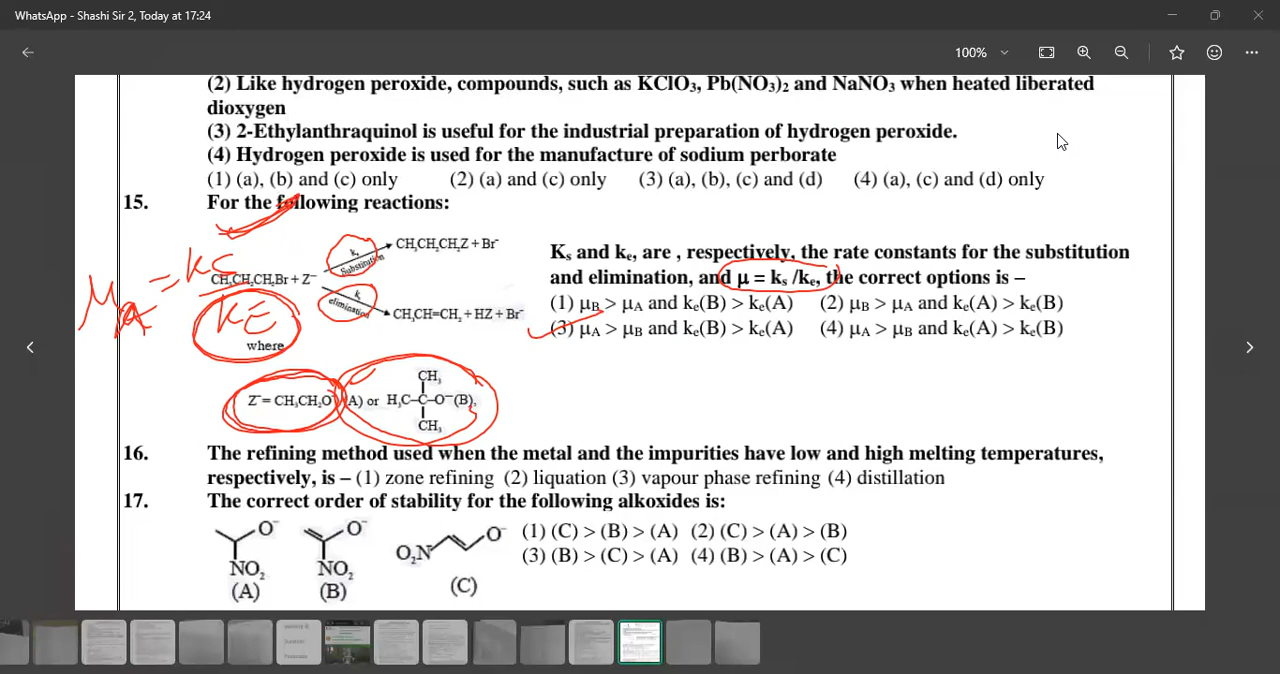 WhatsApp - Shashi Sir 2, Today at 17:24
100%
(2) Like hydrogen peroxide, compounds, such as KClO₃, Pb(NO₃)₂ and NaNO₃ when heated liberated
dioxygen
(3) 2-Ethylanthraquinol is useful for the industrial preparation of hydrogen peroxide.
(4) Hydrogen peroxide is used for the manufacture of sodium perborate
(1) (a), (b) and (c) only (2) (a) and (c) only (3) (a), (b), (c) and (d) (4) (a), (c) and (d) only
15. For the following reactions:
CH₃CH₂CH₂Br + Z⁻
Substitution
CH₃CH₂CH₂Z + Br⁻
elimination
CH₃CH=CH₂ + HZ + Br⁻
where
Z⁻ = CH₃CH₂O⁻ (A) or H₃C–C–O⁻ (B),
CH₃
CH₃
μA = KS
KE
Kₛ and kₑ, are , respectively, the rate constants for the substitution
and elimination, and μ = kₛ /kₑ, the correct options is –
(1) μB > μA and kₑ(B) > kₑ(A) (2) μB > μA and kₑ(A) > kₑ(B)
(3) μA > μB and kₑ(B) > kₑ(A) (4) μA > μB and kₑ(A) > kₑ(B)
16. The refining method used when the metal and the impurities have low and high melting temperatures,
respectively, is – (1) zone refining (2) liquation (3) vapour phase refining (4) distillation
17. The correct order of stability for the following alkoxides is:
O⁻ NO₂ (A)
O⁻ NO₂ (B)
O₂N O⁻ (C)
(1) (C) > (B) > (A) (2) (C) > (A) > (B)
(3) (B) > (C) > (A) (4) (B) > (A) > (C)